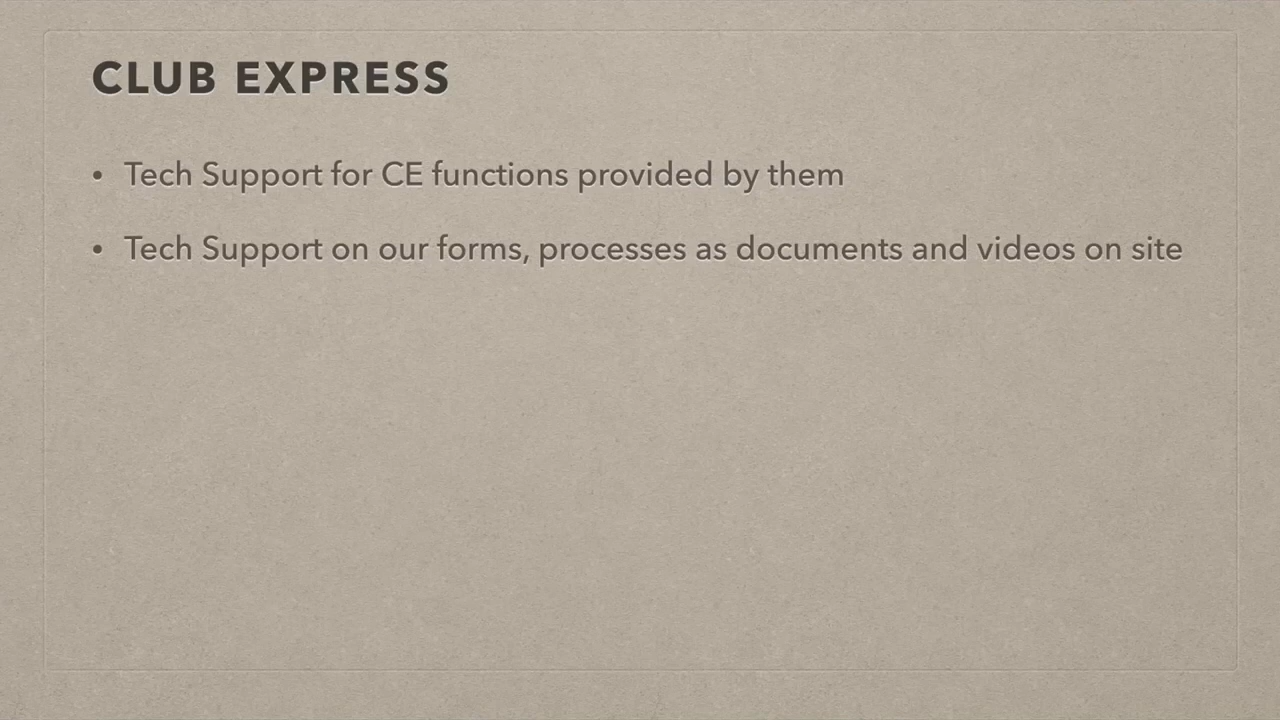 CLUB EXPRESS
• Tech Support for CE functions provided by them
• Tech Support on our forms, processes as documents and videos on site